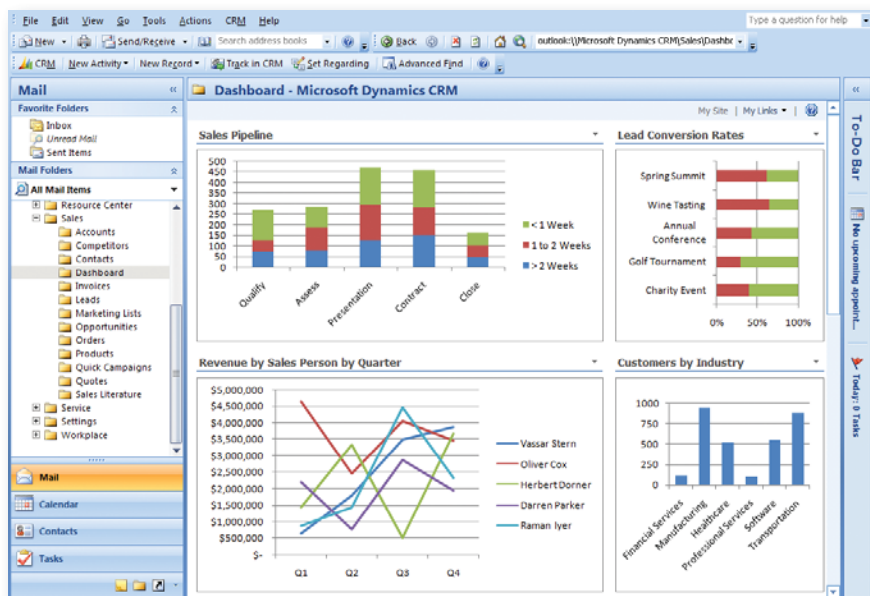 File Edit View Go Tools Actions CRM Help
Type a question for help
New Send/Receive Search address books Back outlook:\\Microsoft Dynamics CRM\Sales\Dashbo
CRM New Activity New Record Track in CRM Set Regarding Advanced Find
Mail «
Dashboard - Microsoft Dynamics CRM
«
Favorite Folders
Inbox
Unread Mail
Sent Items
Mail Folders
All Mail Items
Resource Center
Sales
Accounts
Competitors
Contacts
Dashboard
Invoices
Leads
Marketing Lists
Opportunities
Orders
Products
Quick Campaigns
Quotes
Sales Literature
Service
Settings
Workplace
Mail
Calendar
Contacts
Tasks
My Site | My Links
Sales Pipeline
500
450
400
350
300
250
200
150
100
50
0
Qualify
Assess
Presentation
Contract
Close
< 1 Week
1 to 2 Weeks
> 2 Weeks
Lead Conversion Rates
Spring Summit
Wine Tasting
Annual
Conference
Golf Tournament
Charity Event
0% 50% 100%
Revenue by Sales Person by Quarter
$5,000,000
$4,500,000
$4,000,000
$3,500,000
$3,000,000
$2,500,000
$2,000,000
$1,500,000
$1,000,000
$500,000
$-
Q1 Q2 Q3 Q4
Vassar Stern
Oliver Cox
Herbert Dorner
Darren Parker
Raman Iyer
Customers by Industry
1000
750
500
250
0
Financial Services
Manufacturing
Healthcare
Professional Services
Software
Transportation
To-Do Bar
No upcoming appoint...
Today: 0 Tasks